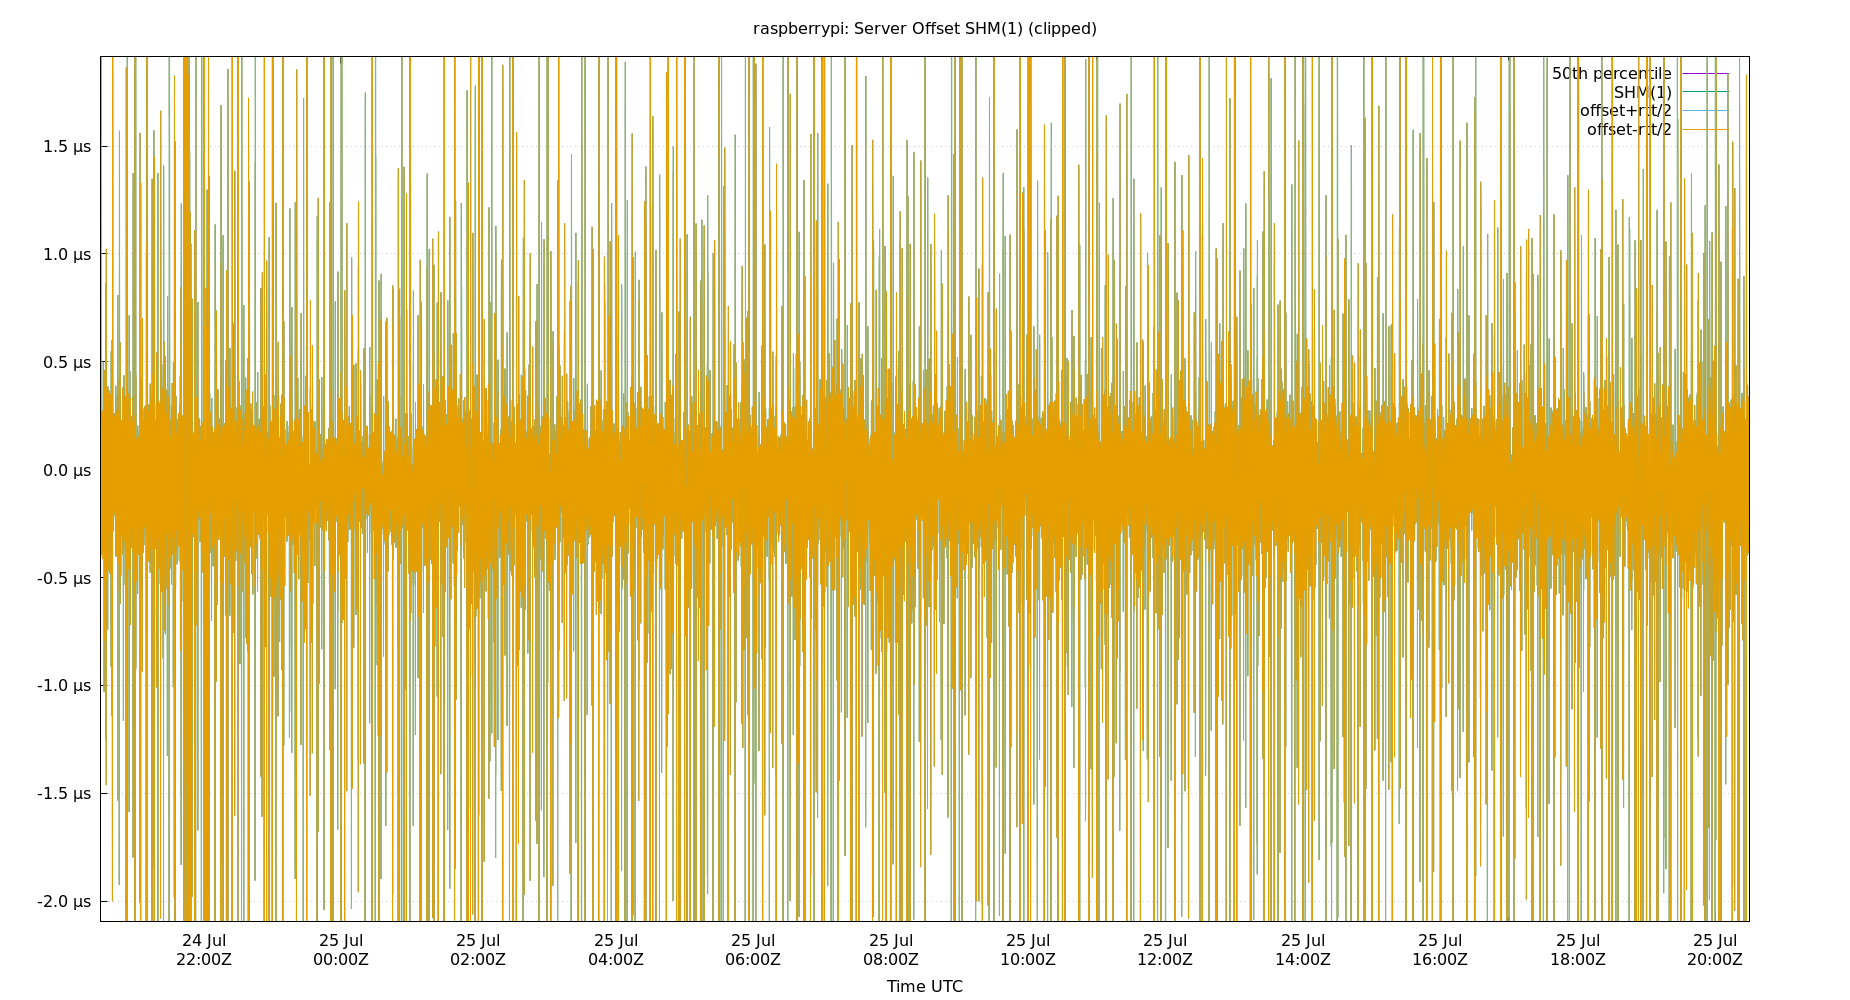 raspberrypi: Server Offset SHM(1) (clipped)
50th percentile
SHM(1)
offset+rtt/2
offset-rtt/2
1.5 µs
1.0 µs
0.5 µs
0.0 µs
-0.5 µs
-1.0 µs
-1.5 µs
-2.0 µs
24 Jul 25 Jul 25 Jul 25 Jul 25 Jul 25 Jul 25 Jul 25 Jul 25 Jul 25 Jul 25 Jul 25 Jul
22:00Z 00:00Z 02:00Z 04:00Z 06:00Z 08:00Z 10:00Z 12:00Z 14:00Z 16:00Z 18:00Z 20:00Z
Time UTC